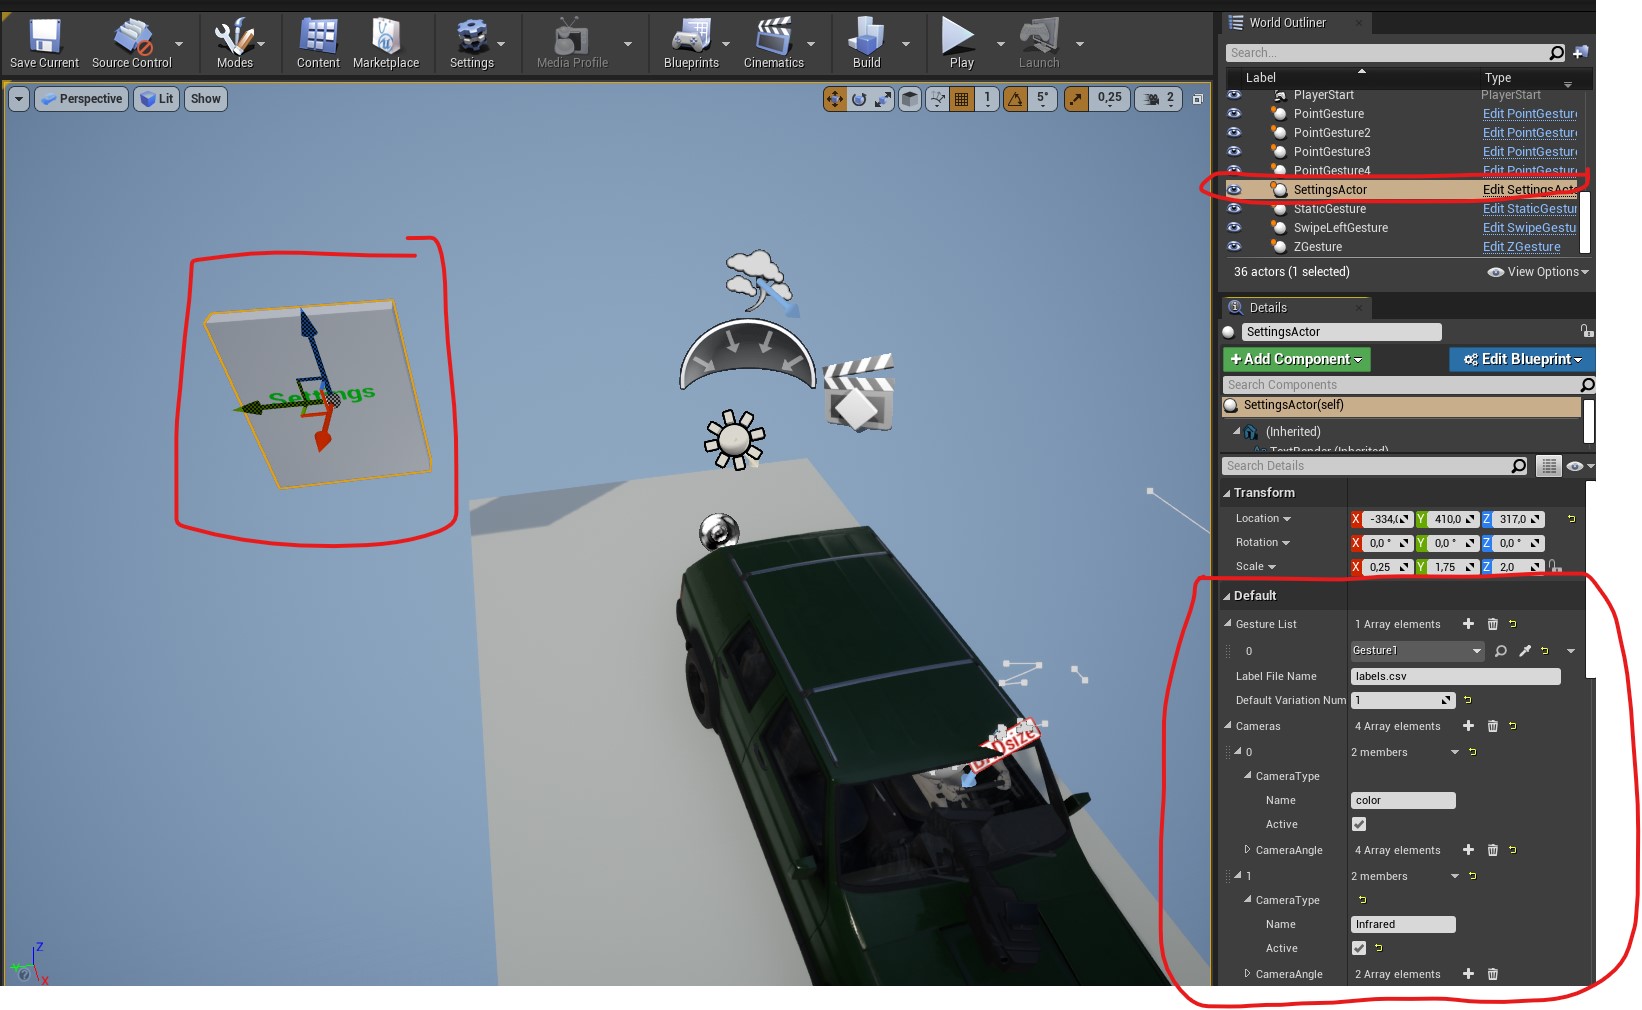 Save Current Source Control Modes Content Marketplace Settings Media Profile Blueprints Cinematics Build Play Launch
Perspective Lit Show 1 5° 0,25 2
Settings
World Outliner
Search...
Label Type
PlayerStart PlayerStart
PointGesture Edit PointGesture
PointGesture2 Edit PointGesture
PointGesture3 Edit PointGesture
PointGesture4 Edit PointGesture
SettingsActor Edit SettingsActo
StaticGesture Edit StaticGestur
SwipeLeftGesture Edit SwipeGestu
ZGesture Edit ZGesture
36 actors (1 selected) View Options
Details
SettingsActor
+Add Component Edit Blueprint
Search Components
SettingsActor(self)
(Inherited)
TextRender (Inherited)
Search Details
Transform
Location X -334,0 Y 410,0 Z 317,0
Rotation X 0,0 ° Y 0,0 ° Z 0,0 °
Scale X 0,25 Y 1,75 Z 2,0
Default
Gesture List 1 Array elements
0 Gesture1
Label File Name labels.csv
Default Variation Num 1
Cameras 4 Array elements
0 2 members
CameraType
Name color
Active
CameraAngle 4 Array elements
1 2 members
CameraType
Name Infrared
Active
CameraAngle 2 Array elements
Z
X